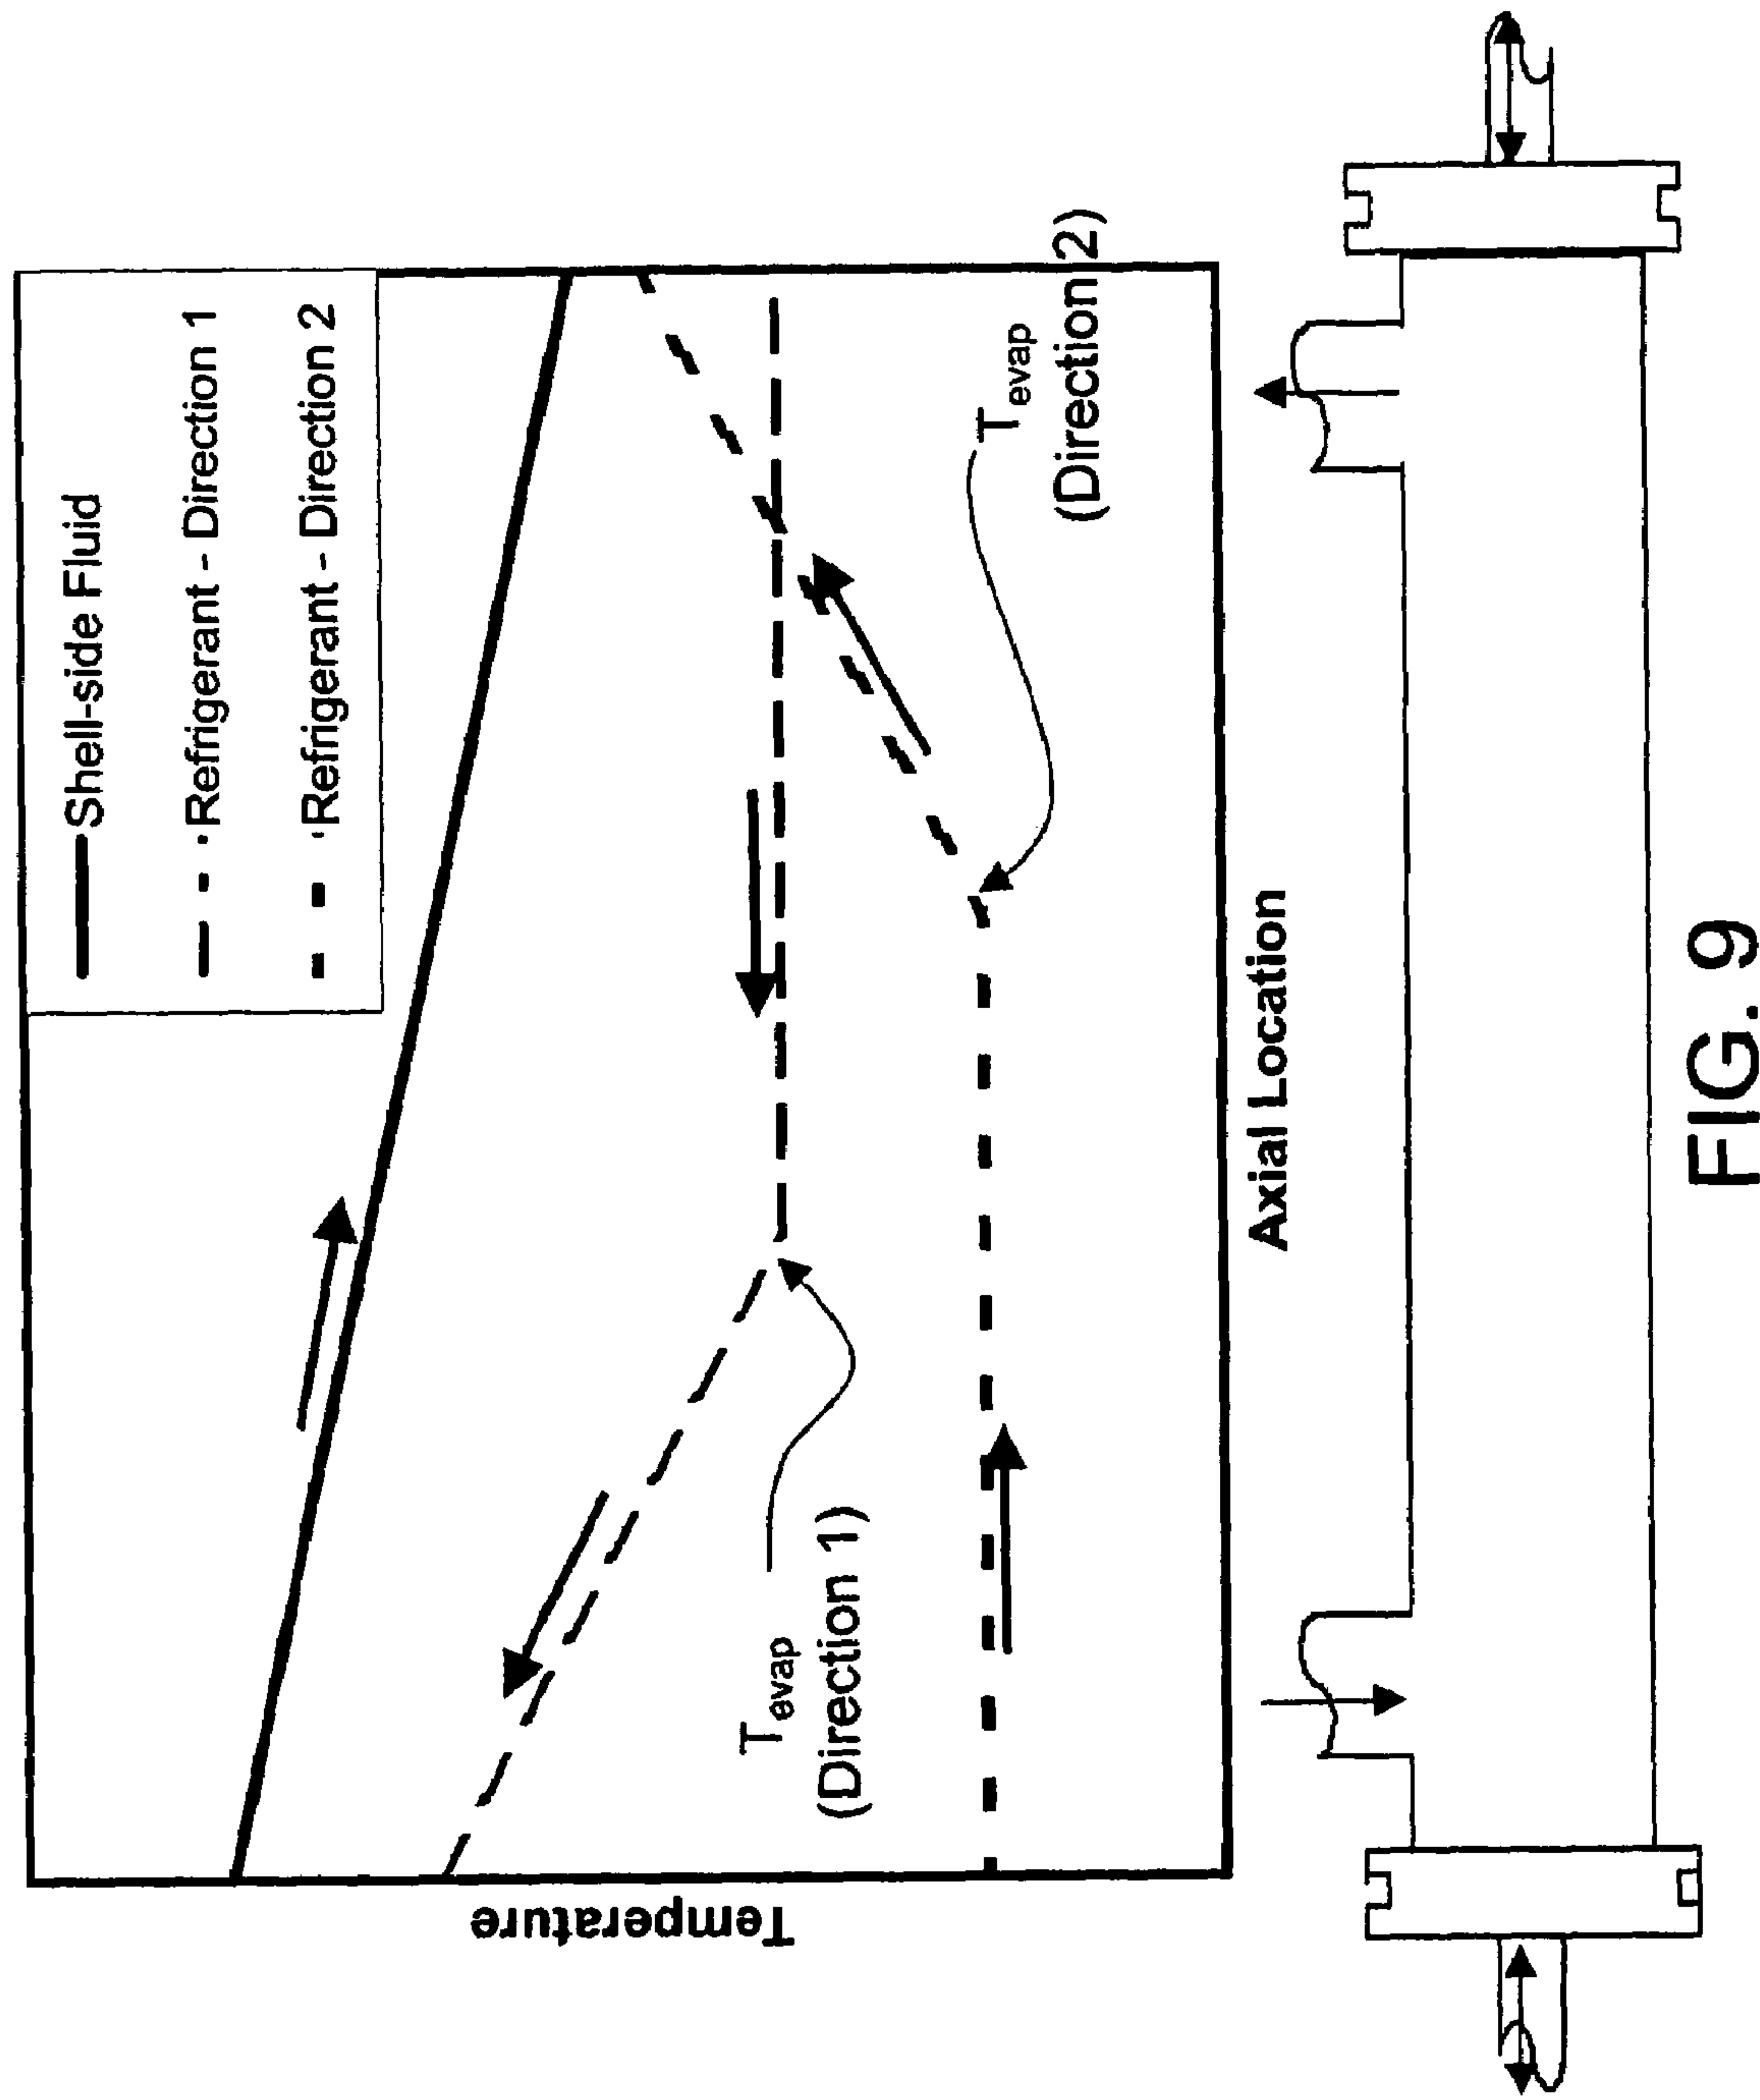 Shell-side Fluid
Refrigerant - Direction 1
Refrigerant - Direction 2
Temperature
Tevap
(Direction 1)
Tevap
(Direction 2)
Axial Location
FIG. 9